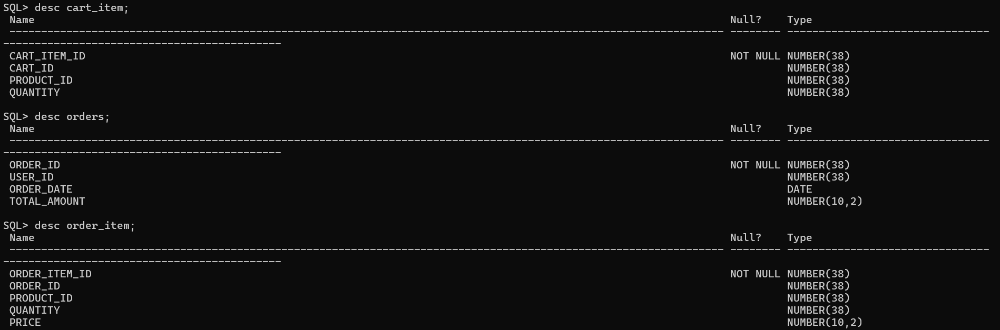 SQL> desc cart_item;
 Name                                                                                                              Null?    Type
 ----------------------------------------------------------------------------------------------------------------- -------- --------------------------------
--------------------------------------------
 CART_ITEM_ID                                                                                                      NOT NULL NUMBER(38)
 CART_ID                                                                                                                    NUMBER(38)
 PRODUCT_ID                                                                                                                 NUMBER(38)
 QUANTITY                                                                                                                   NUMBER(38)

SQL> desc orders;
 Name                                                                                                              Null?    Type
 ----------------------------------------------------------------------------------------------------------------- -------- --------------------------------
--------------------------------------------
 ORDER_ID                                                                                                          NOT NULL NUMBER(38)
 USER_ID                                                                                                                    NUMBER(38)
 ORDER_DATE                                                                                                                 DATE
 TOTAL_AMOUNT                                                                                                               NUMBER(10,2)

SQL> desc order_item;
 Name                                                                                                              Null?    Type
 ----------------------------------------------------------------------------------------------------------------- -------- --------------------------------
--------------------------------------------
 ORDER_ITEM_ID                                                                                                     NOT NULL NUMBER(38)
 ORDER_ID                                                                                                                   NUMBER(38)
 PRODUCT_ID                                                                                                                 NUMBER(38)
 QUANTITY                                                                                                                   NUMBER(38)
 PRICE                                                                                                                      NUMBER(10,2)